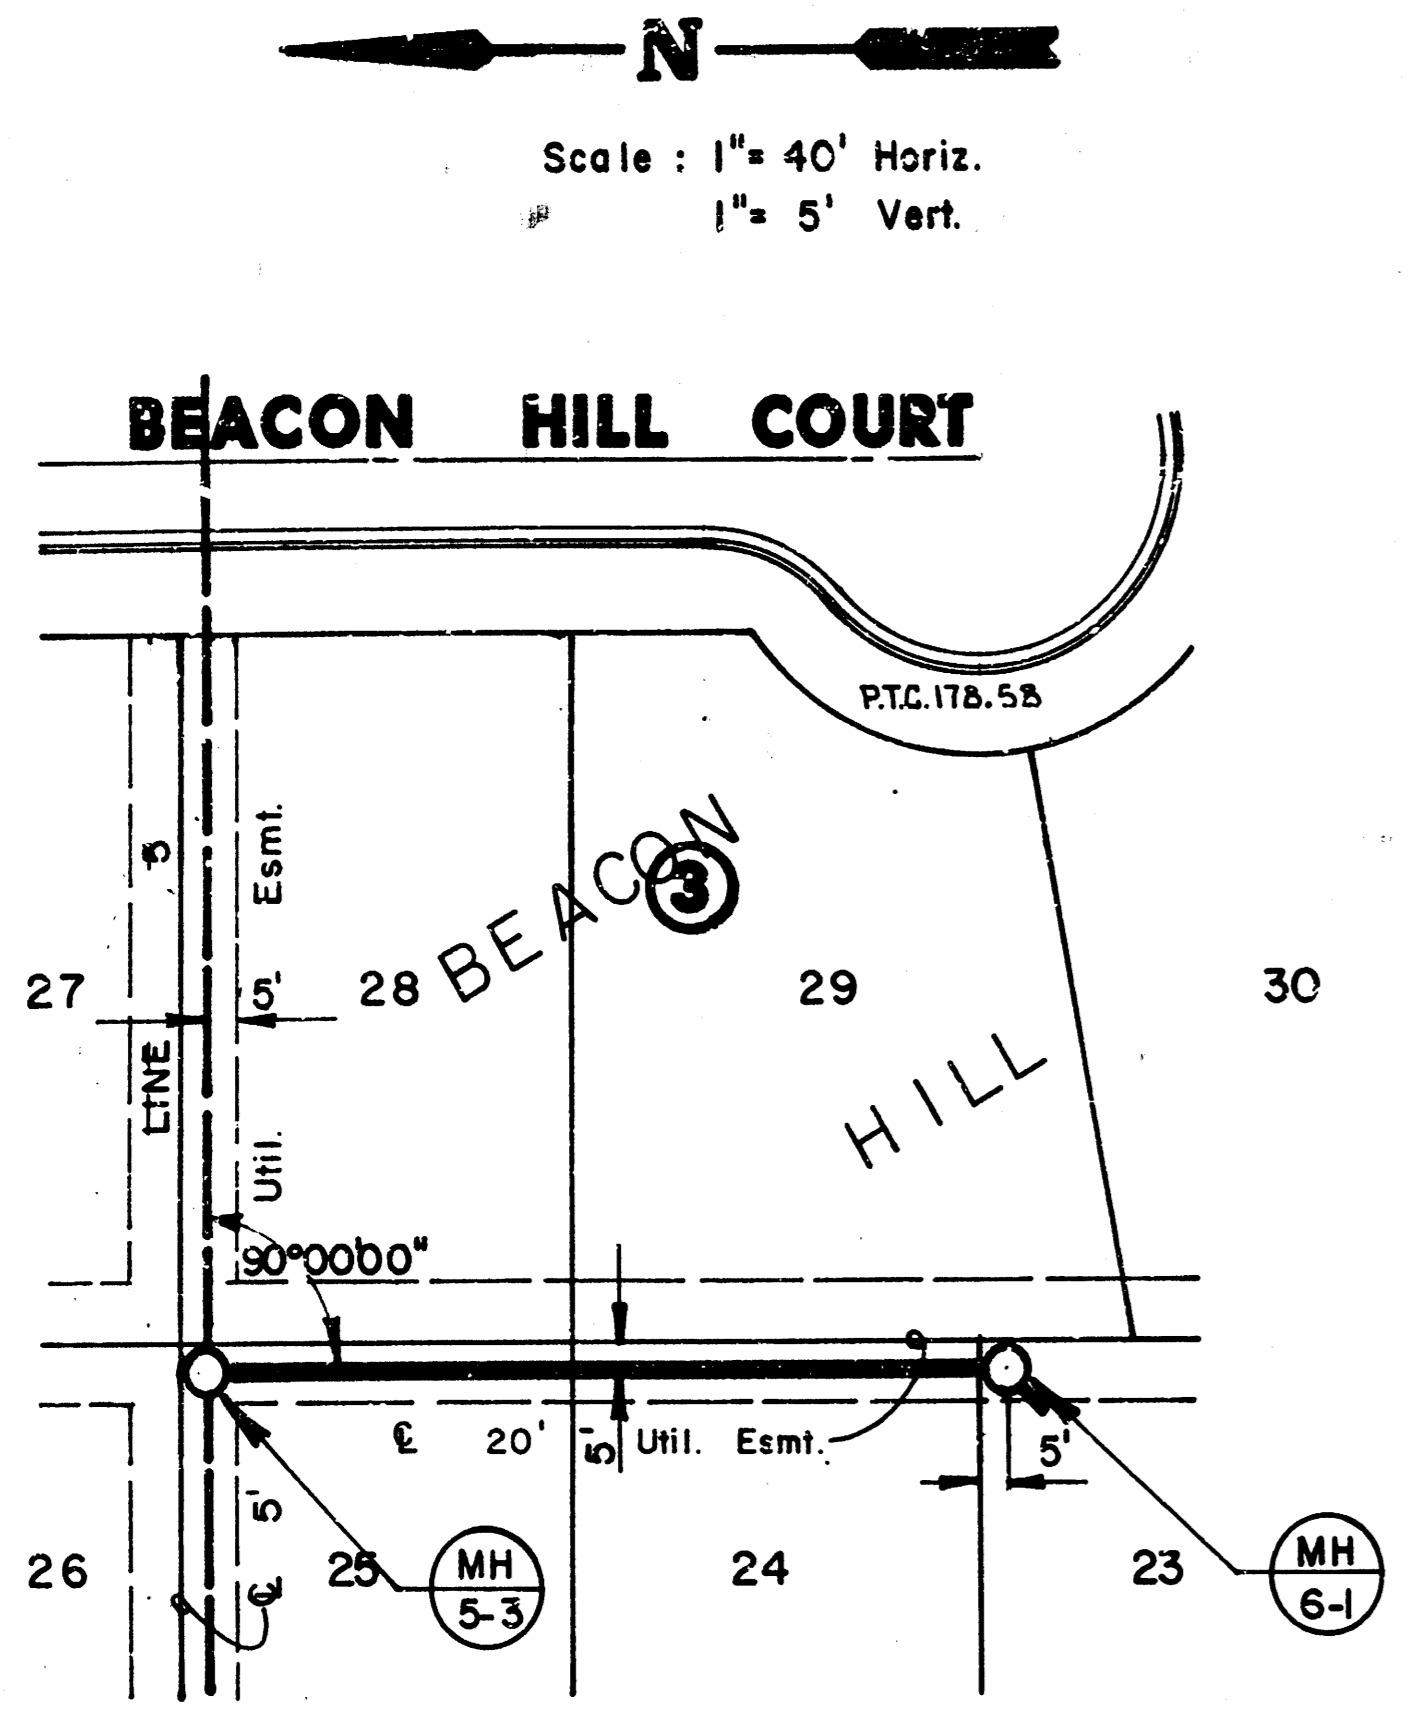 N
Scale : 1"= 40' Horiz.
1"= 5' Vert.
BEACON HILL COURT
P.T.C. 178.58
BEACON HILL
3
LINE 5
Util. 5' Esmt.
27
28
29
30
90°00'00"
℄ 20' Util. Esmt.
5'
5'
5'
℄
26
25
24
23
MH
5-3
MH
6-1